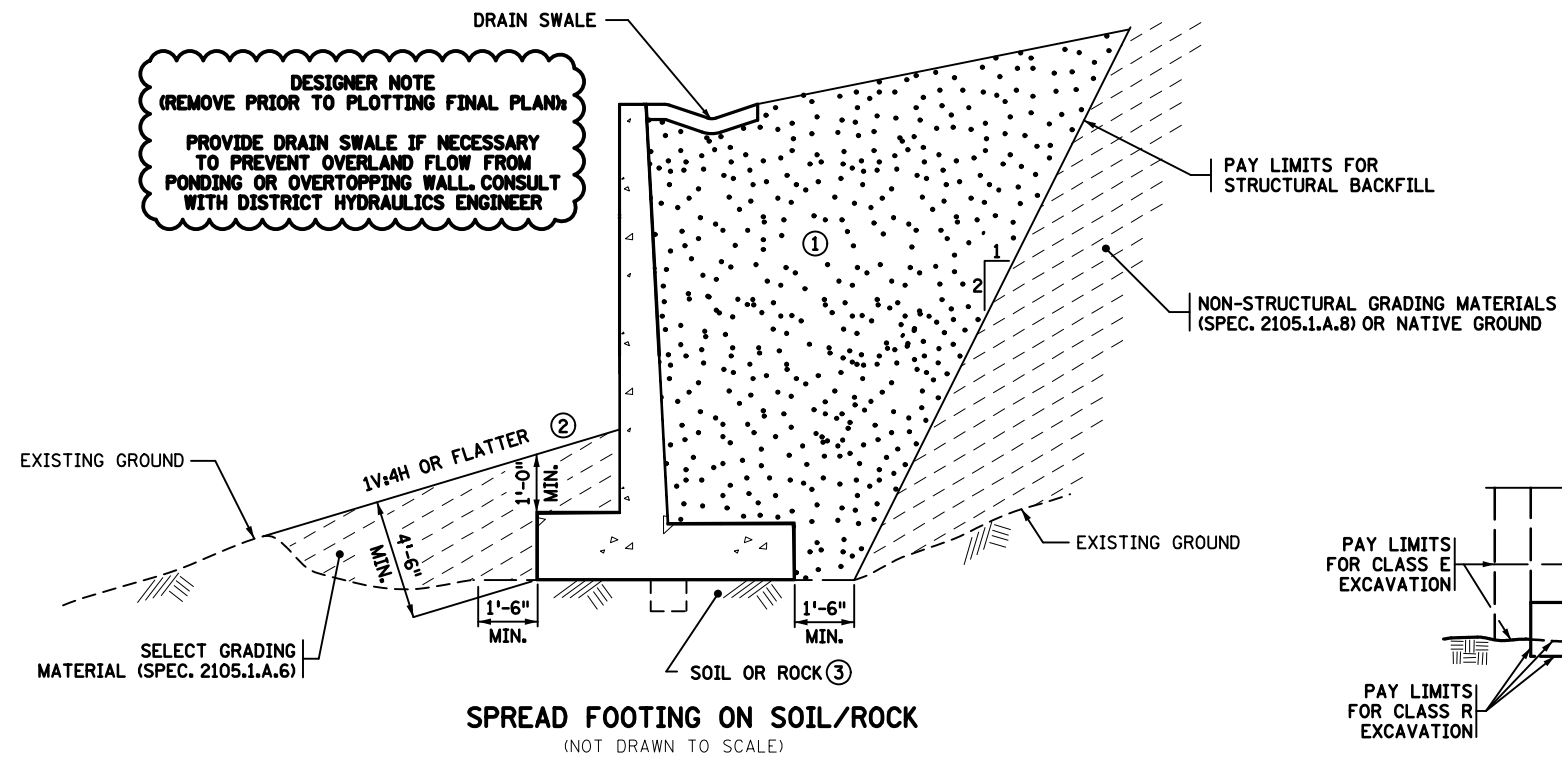 DRAIN SWALE
DESIGNER NOTE
(REMOVE PRIOR TO PLOTTING FINAL PLAN):
PROVIDE DRAIN SWALE IF NECESSARY
TO PREVENT OVERLAND FLOW FROM
PONDING OR OVERTOPPING WALL. CONSULT
WITH DISTRICT HYDRAULICS ENGINEER
PAY LIMITS FOR
STRUCTURAL BACKFILL
1
1
2
NON-STRUCTURAL GRADING MATERIALS
(SPEC. 2105.1.A.8) OR NATIVE GROUND
EXISTING GROUND
1V:4H OR FLATTER 2
1'-0"
MIN.
4'-6"
MIN.
EXISTING GROUND
1'-6"
MIN.
1'-6"
MIN.
SELECT GRADING
MATERIAL (SPEC. 2105.1.A.6)
SOIL OR ROCK 3
SPREAD FOOTING ON SOIL/ROCK
(NOT DRAWN TO SCALE)
PAY LIMITS
FOR CLASS E
EXCAVATION
PAY LIMITS
FOR CLASS R
EXCAVATION